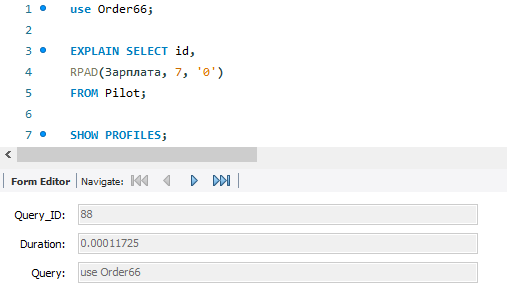 1 use Order66;
2
3 EXPLAIN SELECT id,
4 RPAD(Зарплата, 7, '0')
5 FROM Pilot;
6
7 SHOW PROFILES;
Form Editor Navigate:
Query_ID: 88
Duration: 0.00011725
Query: use Order66